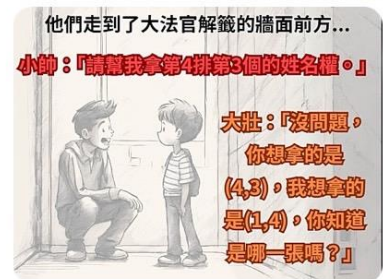 他們走到了大法官解籤的牆面前方...
小帥：「請幫我拿第4排第3個的姓名權。」
大壯：「沒問題，
你想拿的是
(4,3)，我想拿的
是(1,4)，你知道
是哪一張嗎？」